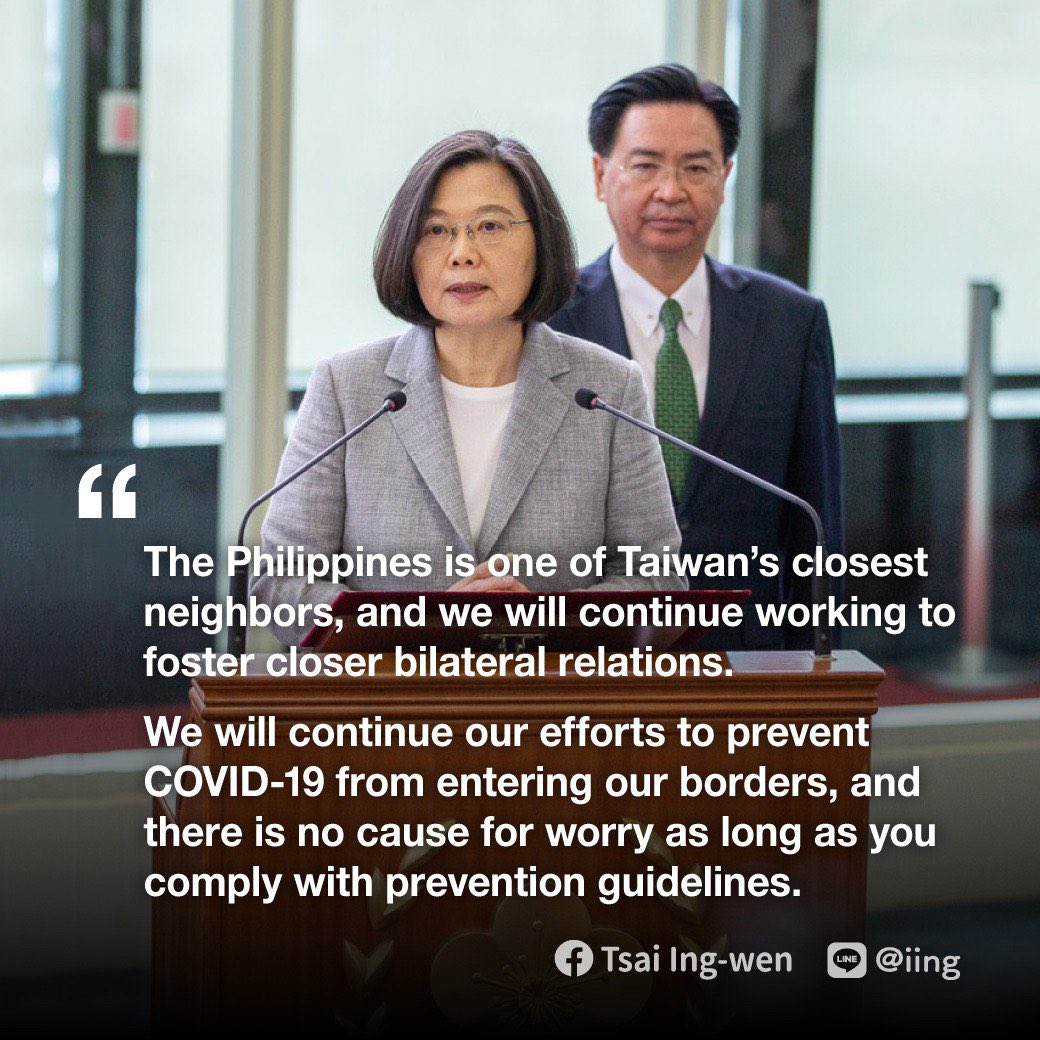 “
The Philippines is one of Taiwan’s closest
neighbors, and we will continue working to
foster closer bilateral relations.
We will continue our efforts to prevent
COVID-19 from entering our borders, and
there is no cause for worry as long as you
comply with prevention guidelines.
Tsai Ing-wen LINE @iing